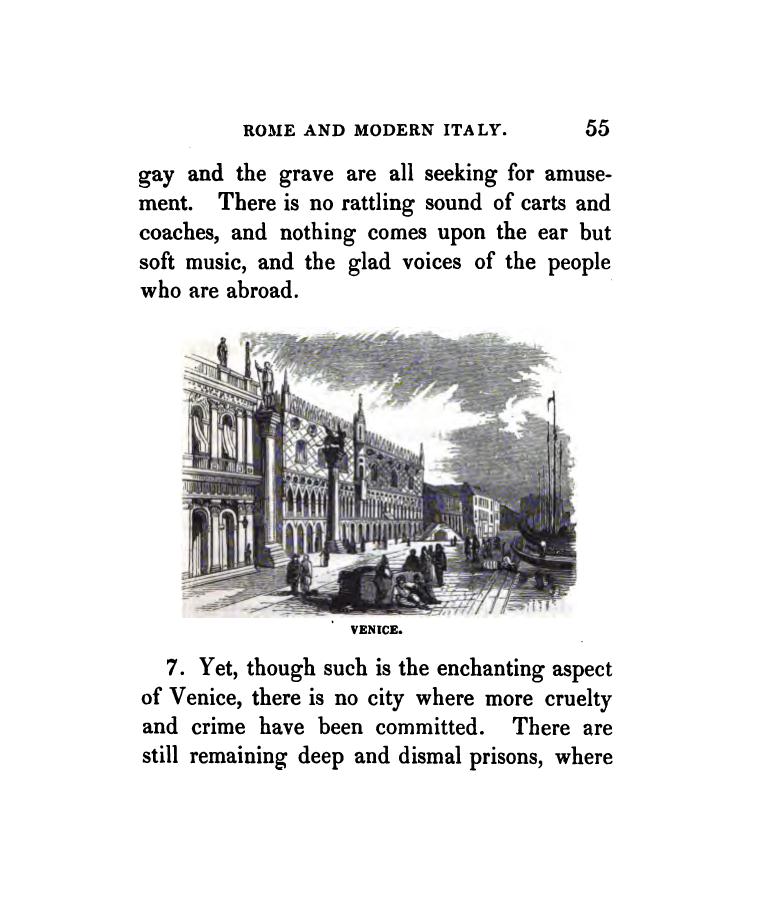 ROME AND MODERN ITALY. 55
gay and the grave are all seeking for amuse-
ment. There is no rattling sound of carts and
coaches, and nothing comes upon the ear but
soft music, and the glad voices of the people
who are abroad.
VENICE.
7. Yet, though such is the enchanting aspect
of Venice, there is no city where more cruelty
and crime have been committed. There are
still remaining deep and dismal prisons, where